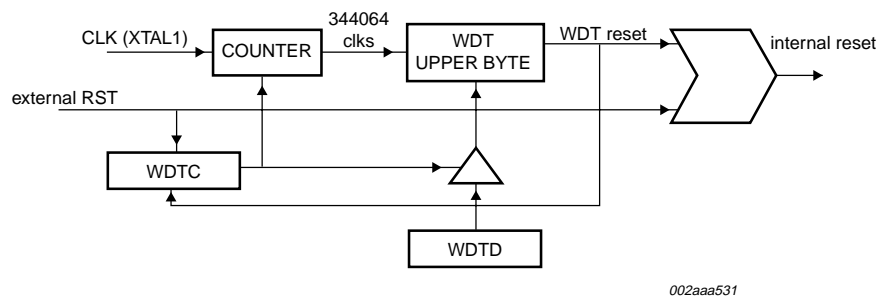 CLK (XTAL1)
COUNTER
344064
clks
WDT
UPPER BYTE
WDT reset
internal reset
external RST
WDTC
WDTD
002aaa531